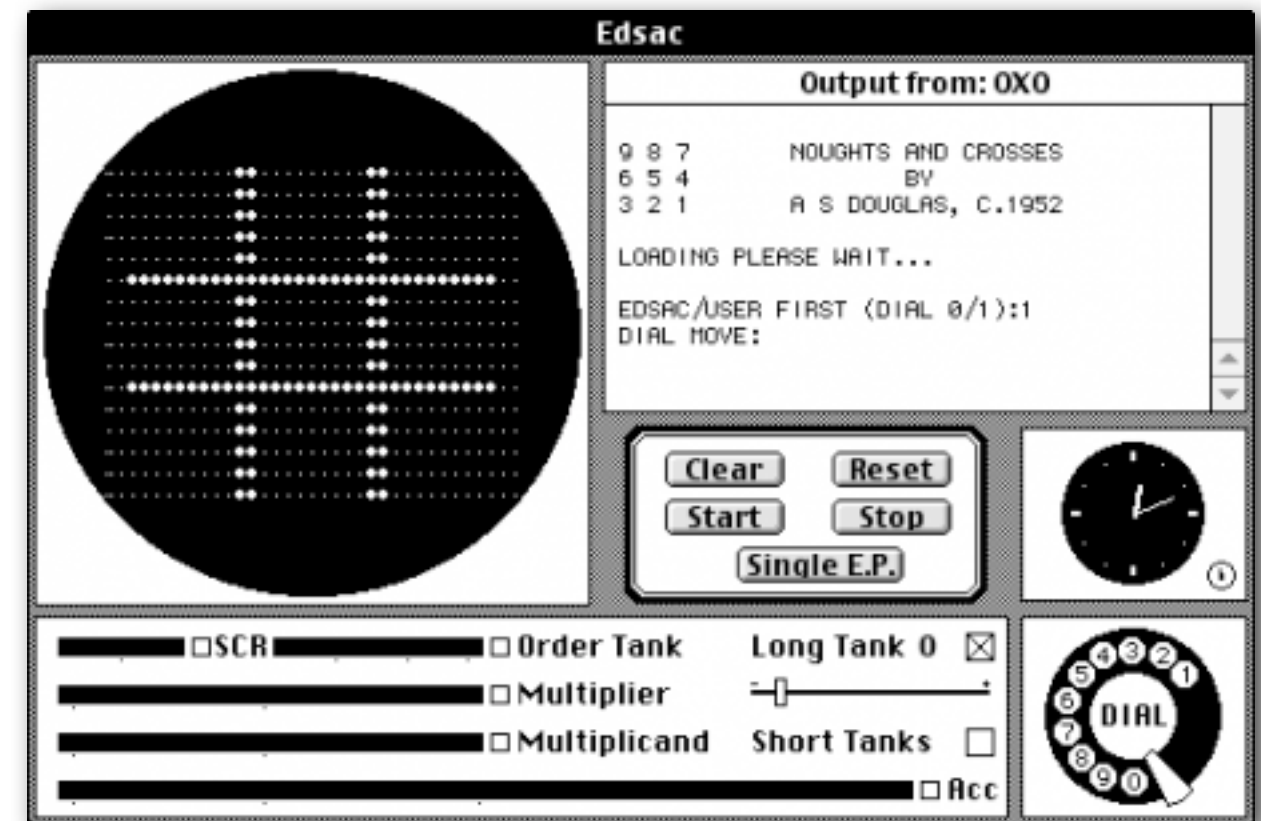 Edsac
Output from: OXO
9 8 7 NOUGHTS AND CROSSES
6 5 4 BY
3 2 1 A S DOUGLAS, C.1952
LOADING PLEASE WAIT...
EDSAC/USER FIRST (DIAL 0/1):1
DIAL MOVE:
Clear Reset
Start Stop
Single E.P.
SCR Order Tank Long Tank 0
Multiplier
- +
Multiplicand Short Tanks
Acc
1
2
3
4
5
6
7
8
9
0
DIAL